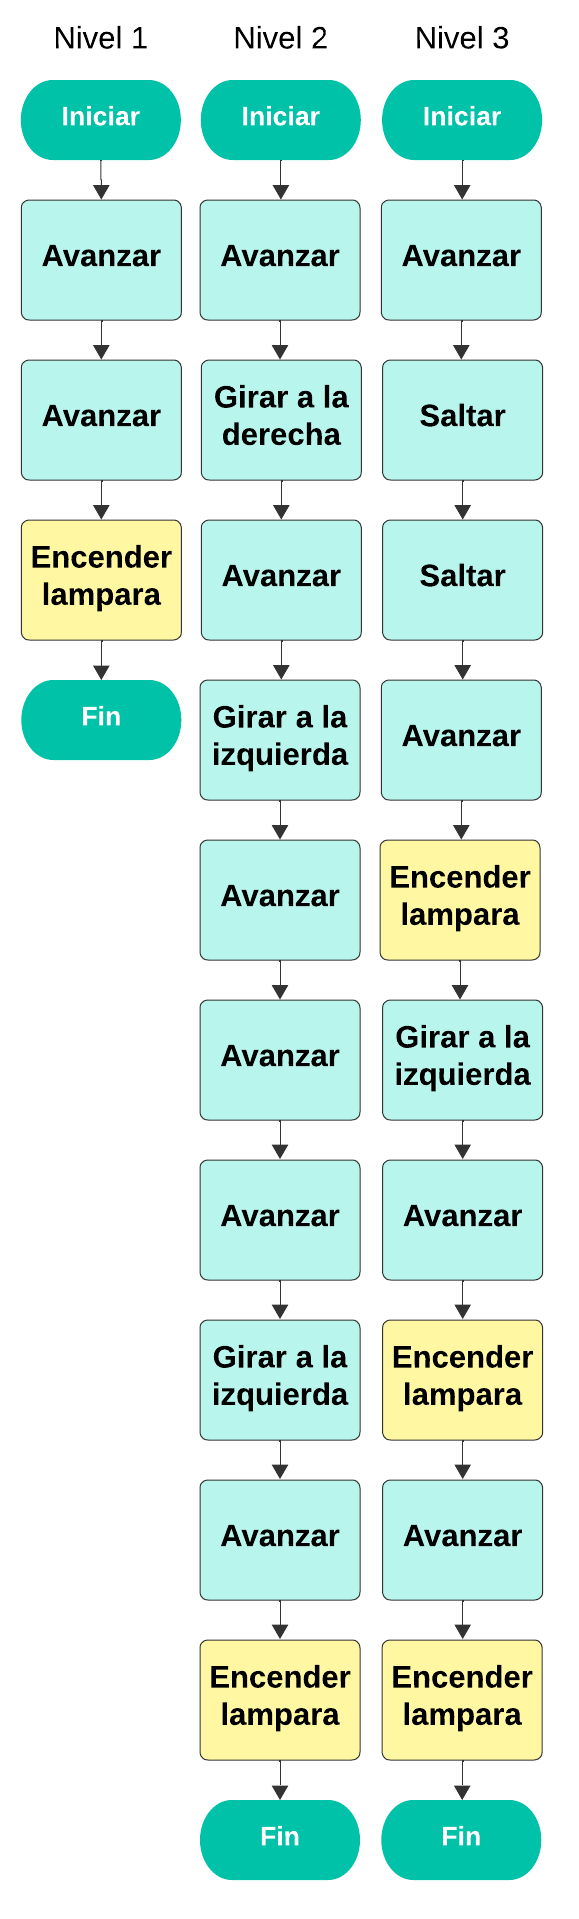 Nivel 1
Iniciar
Avanzar
Avanzar
Encender
lampara
Fin
Nivel 2
Iniciar
Avanzar
Girar a la
derecha
Avanzar
Girar a la
izquierda
Avanzar
Avanzar
Avanzar
Girar a la
izquierda
Avanzar
Encender
lampara
Fin
Nivel 3
Iniciar
Avanzar
Saltar
Saltar
Avanzar
Encender
lampara
Girar a la
izquierda
Avanzar
Encender
lampara
Avanzar
Encender
lampara
Fin